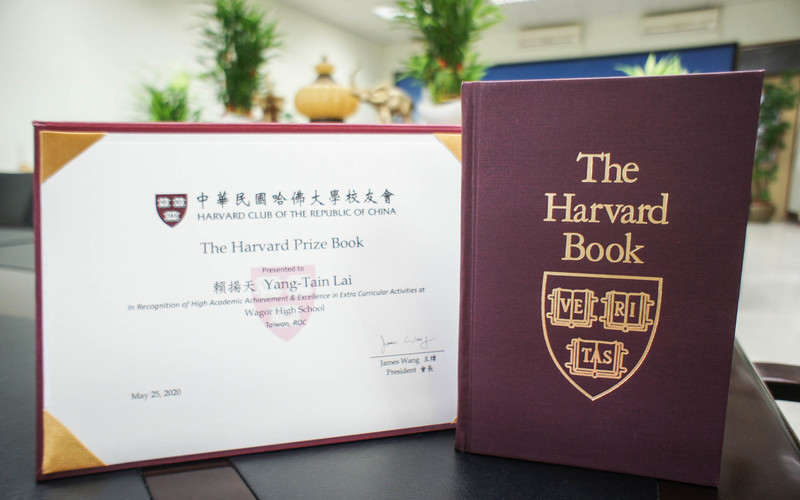 中華民國哈佛大學校友會
HARVARD CLUB OF THE REPUBLIC OF CHINA
The Harvard Prize Book
Presented to
賴揚天 Yang-Tain Lai
In Recognition of High Academic Achievement & Excellence in Extra Curricular Activities at
Wagor High School
Taiwan, ROC
James Wang 王煒
President 會長
May 25, 2020
The
Harvard
Book
VE RI
TAS